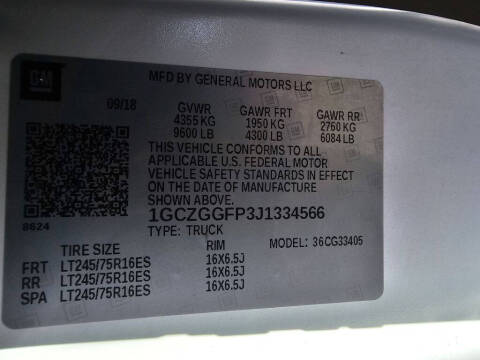 GM
MFD BY GENERAL MOTORS LLC
09/18 GVWR GAWR FRT GAWR RR
4355 KG 1950 KG 2760 KG
9600 LB 4300 LB 6084 LB
THIS VEHICLE CONFORMS TO ALL
APPLICABLE U.S. FEDERAL MOTOR
VEHICLE SAFETY STANDARDS IN EFFECT
ON THE DATE OF MANUFACTURE
SHOWN ABOVE.
8624 1GCZGGFP3J1334566
TYPE: TRUCK
TIRE SIZE RIM MODEL: 36CG33405
FRT LT245/75R16ES 16X6.5J
RR LT245/75R16ES 16X6.5J
SPA LT245/75R16ES 16X6.5J